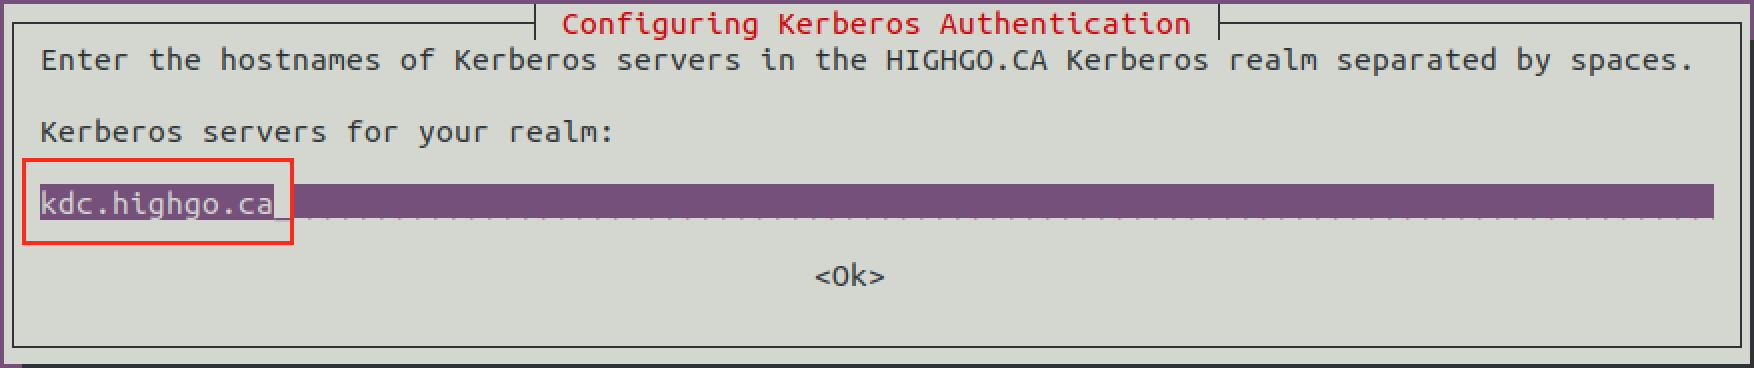 Configuring Kerberos Authentication
Enter the hostnames of Kerberos servers in the HIGHGO.CA Kerberos realm separated by spaces.
Kerberos servers for your realm:
kdc.highgo.ca
<Ok>